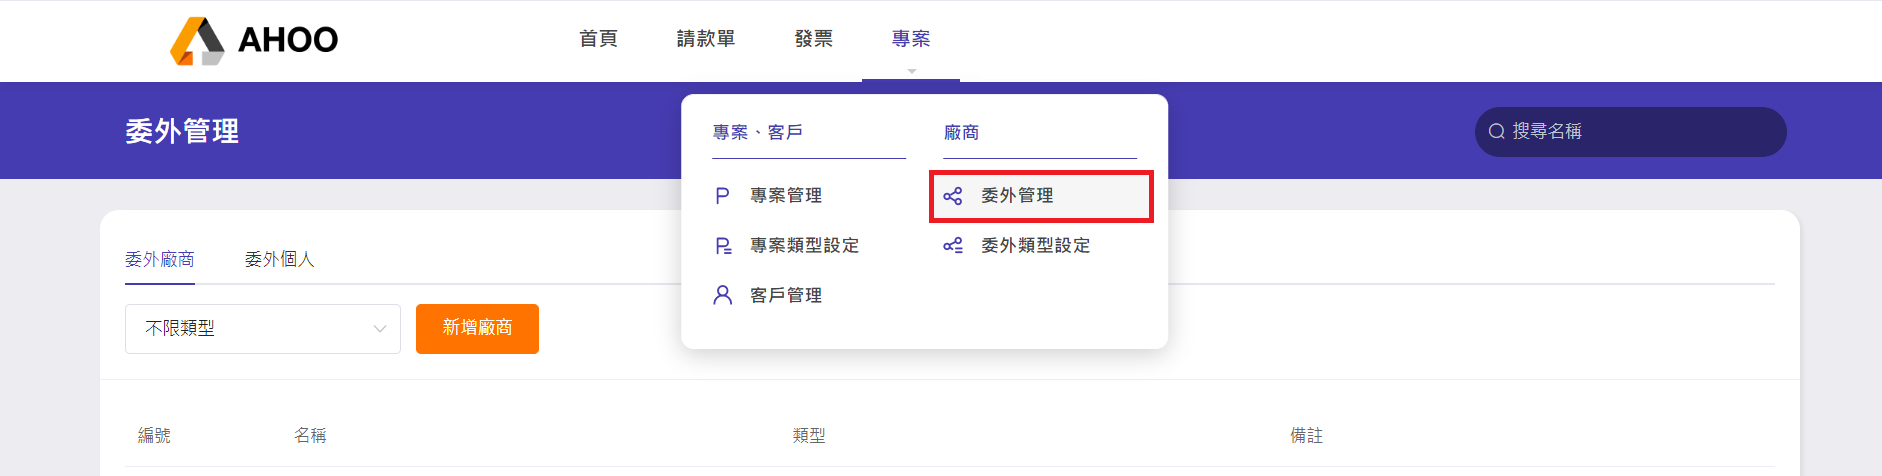 AHOO
首頁 請款單 發票 專案
委外管理
搜尋名稱
專案、客戶 廠商
專案管理 委外管理
專案類型設定 委外類型設定
客戶管理
委外廠商 委外個人
不限類型 新增廠商
編號 名稱 類型 備註